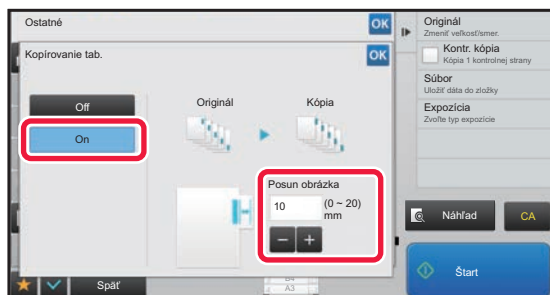 Ostatné
OK
Kopírovanie tab.
OK
Off
On
Originál
Kópia
Posun obrázka
10
(0 ~ 20)
mm
Späť
A3
Originál
Zmeniť veľkosť/smer.
Kontr. kópia
Kópia 1 kontrolnej strany
Súbor
Uložiť dáta do zložky
Expozícia
Zvoľte typ expozície
Náhľad
CA
Štart